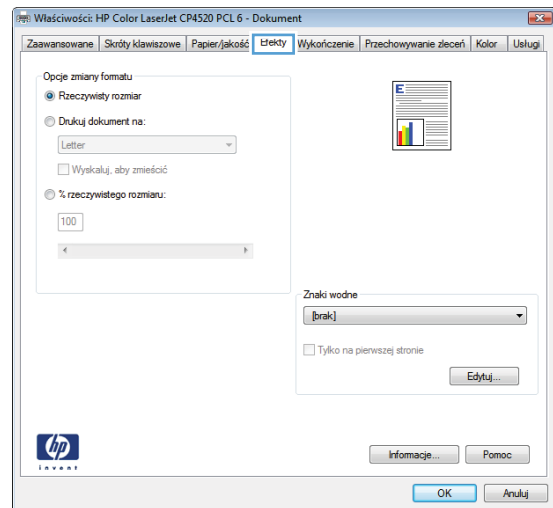 Właściwości: HP Color LaserJet CP4520 PCL 6 - Dokument
Zaawansowane Skróty klawiszowe Papier/jakość Efekty Wykończenie Przechowywanie zleceń Kolor Usługi
Opcje zmiany formatu
Rzeczywisty rozmiar
Drukuj dokument na:
Letter
Wyskaluj, aby zmieścić
% rzeczywistego rozmiaru:
100
E
Znaki wodne
[brak]
Tylko na pierwszej stronie
Edytuj...
hp
invent
Informacje... Pomoc
OK Anuluj